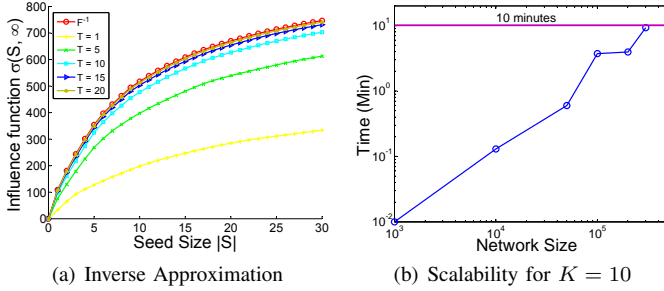 800
700
600
500
400
300
200
100
0
F⁻¹
T = 1
T = 5
T = 10
T = 15
T = 20
Influence function σ(S, ∞)
0 5 10 15 20 25 30
Seed Size |S|
(a) Inverse Approximation
10 minutes
10¹
10⁰
10⁻¹
10⁻²
Time (Min)
10³ 10⁴ 10⁵
Network Size
(b) Scalability for K = 10